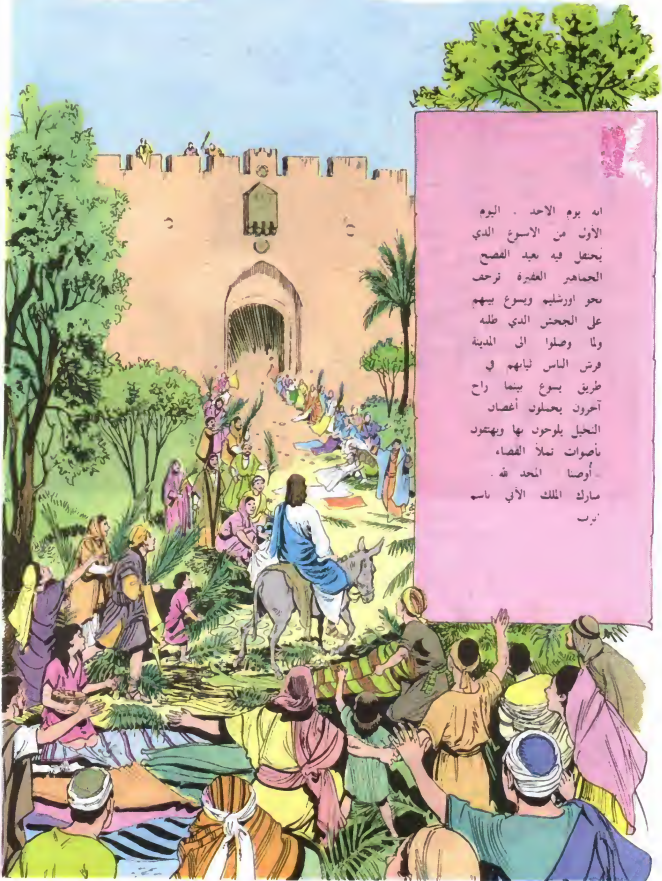 انه يوم الاحد . اليوم
الأول من الاسبوع الذي
يحتفل فيه بعيد الفصح
الجماهير الغفيرة تزحف
نحو اورشليم ويسوع بينهم
على الجحش الذي طلبه
ولما وصلوا الى المدينة
فرش الناس ثيابهم في
طريق يسوع بينما راح
آخرون يحملون أغصان
النخيل يلوحون بها ويهتفون
بأصوات تملأ الفضاء
ـ أوصنا المجد لله ـ
مبارك الملك الآتي باسم
الرب